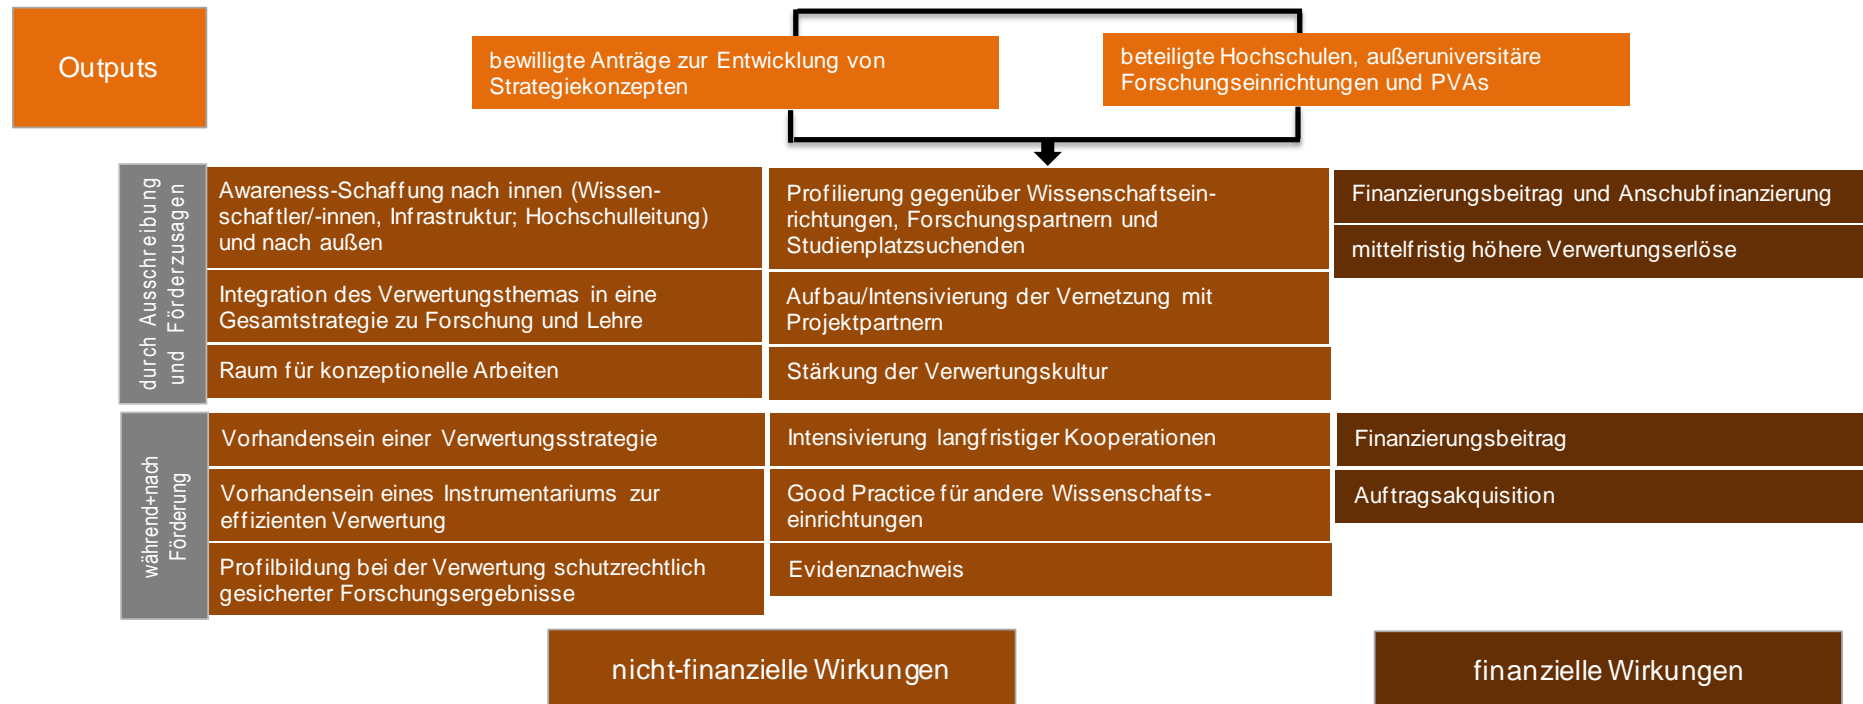 Outputs
bewilligte Anträge zur Entwicklung von
Strategiekonzepten
beteiligte Hochschulen, außeruniversitäre
Forschungseinrichtungen und PVAs
durch Ausschreibung
und Förderzusagen
Awareness-Schaffung nach innen (Wissen-
schaftler/-innen, Infrastruktur; Hochschulleitung)
und nach außen
Integration des Verwertungsthemas in eine
Gesamtstrategie zu Forschung und Lehre
Raum für konzeptionelle Arbeiten
Profilierung gegenüber Wissenschaftsein-
richtungen, Forschungspartnern und
Studienplatzsuchenden
Aufbau/Intensivierung der Vernetzung mit
Projektpartnern
Stärkung der Verwertungskultur
Finanzierungsbeitrag und Anschubfinanzierung
mittelfristig höhere Verwertungserlöse
während+nach
Förderung
Vorhandensein einer Verwertungsstrategie
Vorhandensein eines Instrumentariums zur
effizienten Verwertung
Profilbildung bei der Verwertung schutzrechtlich
gesicherter Forschungsergebnisse
Intensivierung langfristiger Kooperationen
Good Practice für andere Wissenschafts-
einrichtungen
Evidenznachweis
Finanzierungsbeitrag
Auftragsakquisition
nicht-finanzielle Wirkungen
finanzielle Wirkungen